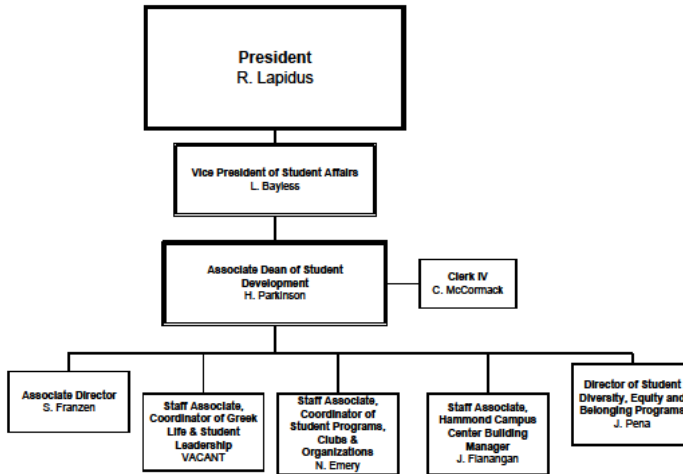 President
R. Lapidus
Vice President of Student Affairs
L. Bayless
Associate Dean of Student
Development
H. Parkinson
Clerk IV
C. McCormack
Associate Director
S. Franzen
Staff Associate,
Coordinator of Greek
Life & Student
Leadership
VACANT
Staff Associate,
Coordinator of
Student Programs,
Clubs &
Organizations
N. Emery
Staff Associate,
Hammond Campus
Center Building
Manager
J. Flanangan
Director of Student
Diversity, Equity and
Belonging Programs
J. Pena